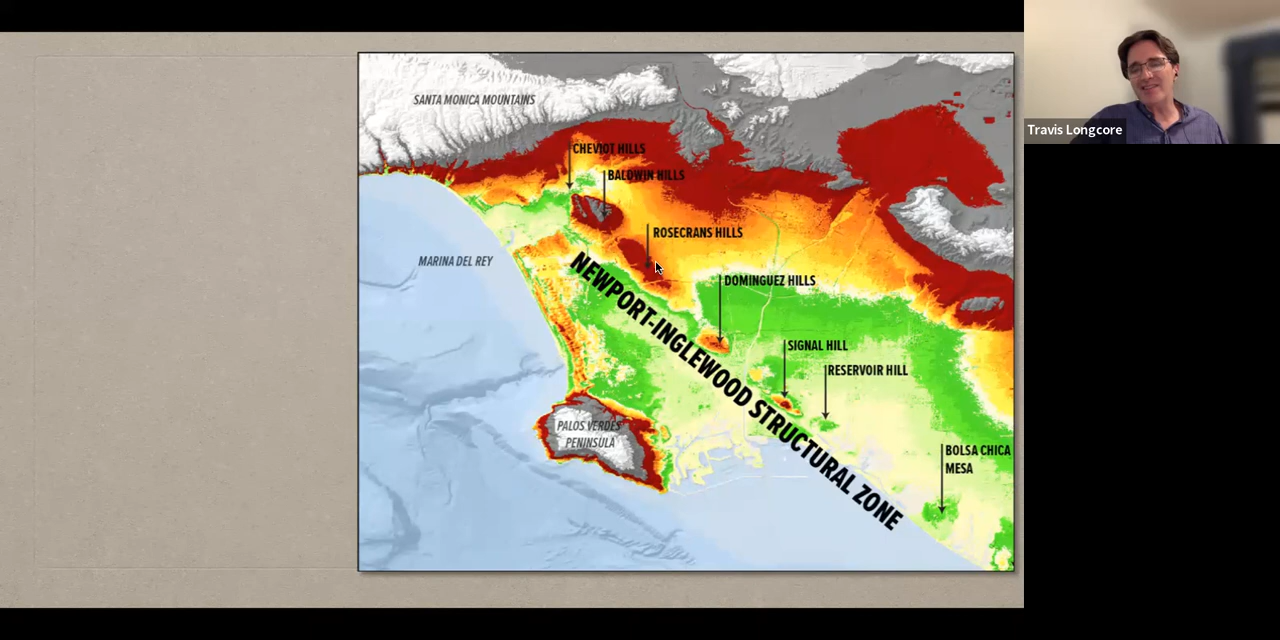 SANTA MONICA MOUNTAINS
Travis Longcore
CHEVIOT HILLS
BALDWIN HILLS
ROSECRANS HILLS
MARINA DEL REY
DOMINGUEZ HILLS
NEWPORT-INGLEWOOD STRUCTURAL ZONE
SIGNAL HILL
RESERVOIR HILL
PALOS VERDES
PENINSULA
BOLSA CHICA
MESA